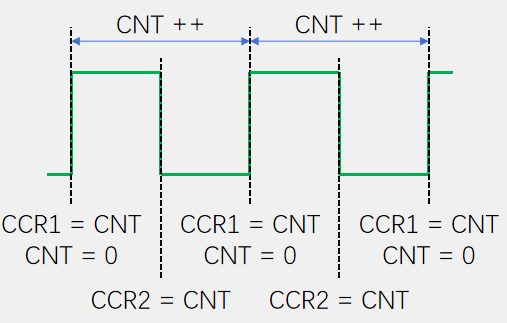 CNT ++ CNT ++
CCR1 = CNT CCR1 = CNT CCR1 = CNT
CNT = 0 CNT = 0 CNT = 0
CCR2 = CNT CCR2 = CNT